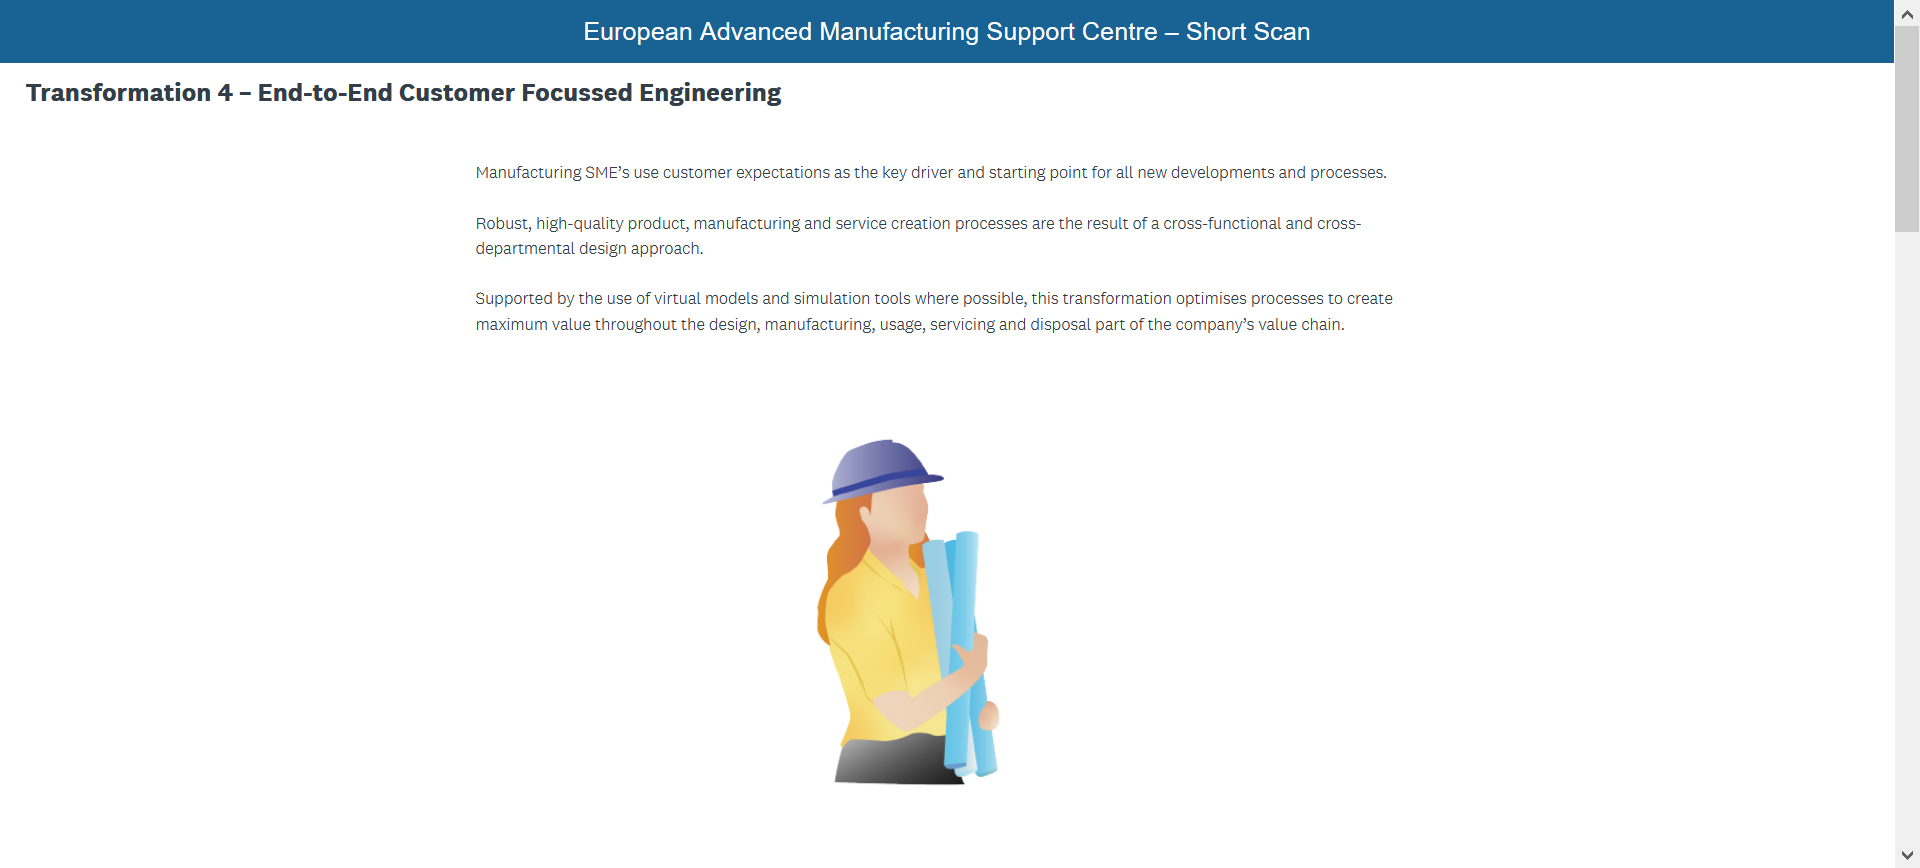 European Advanced Manufacturing Support Centre – Short Scan
Transformation 4 – End-to-End Customer Focussed Engineering
Manufacturing SME’s use customer expectations as the key driver and starting point for all new developments and processes.
Robust, high-quality product, manufacturing and service creation processes are the result of a cross-functional and cross-
departmental design approach.
Supported by the use of virtual models and simulation tools where possible, this transformation optimises processes to create
maximum value throughout the design, manufacturing, usage, servicing and disposal part of the company’s value chain.